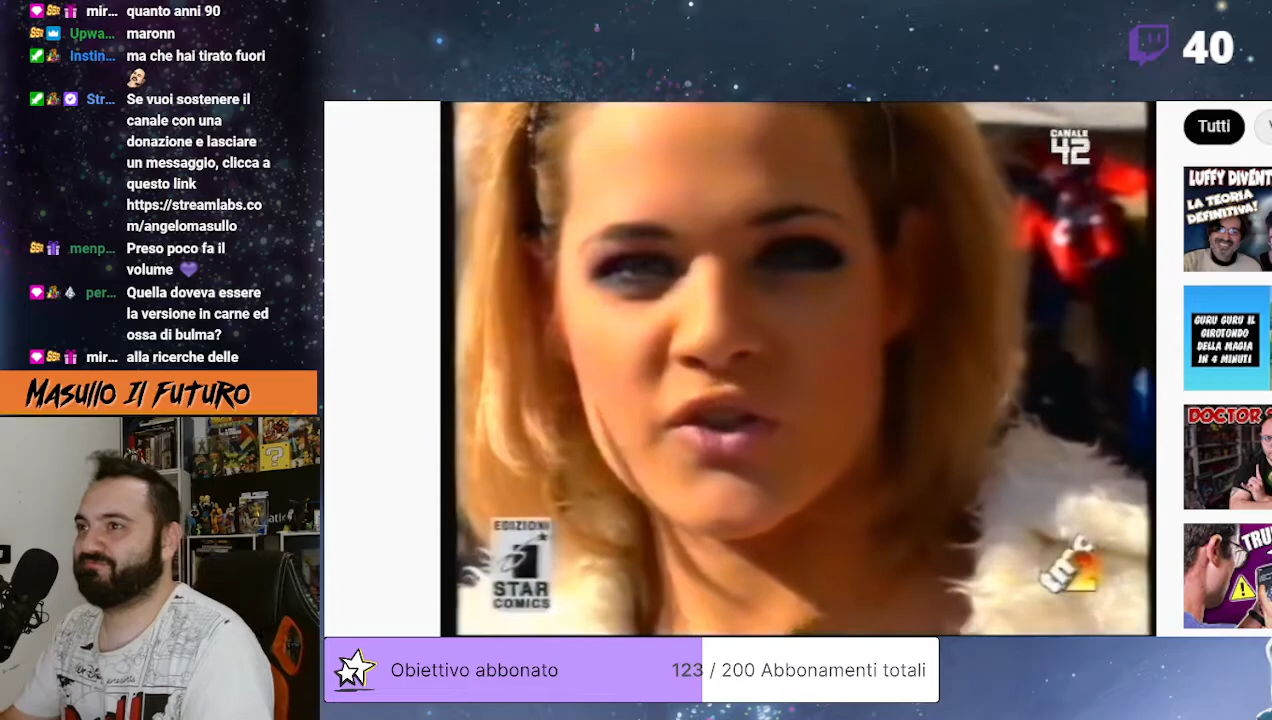 mir... quanto anni 90
Upwa... maronn
Instin... ma che hai tirato fuori
Str... Se vuoi sostenere il
canale con una
donazione e lasciare
un messaggio, clicca a
questo link
https://streamlabs.co
m/angelomasullo
menp... Preso poco fa il
volume
per... Quella doveva essere
la versione in carne ed
ossa di bulma?
mir... alla ricerche delle
MASULLO IL FUTURO
40
CANALE
42
EDIZIONI
STAR
COMICS
tmc
2
Tutti
LUFFY DIVENT
LA TEORIA
DEFINITIVA!
GURU GURU IL
GIROTONDO
DELLA MAGIA
IN 4 MINUTI
DOCTOR S
TRU
Obiettivo abbonato
123 / 200 Abbonamenti totali